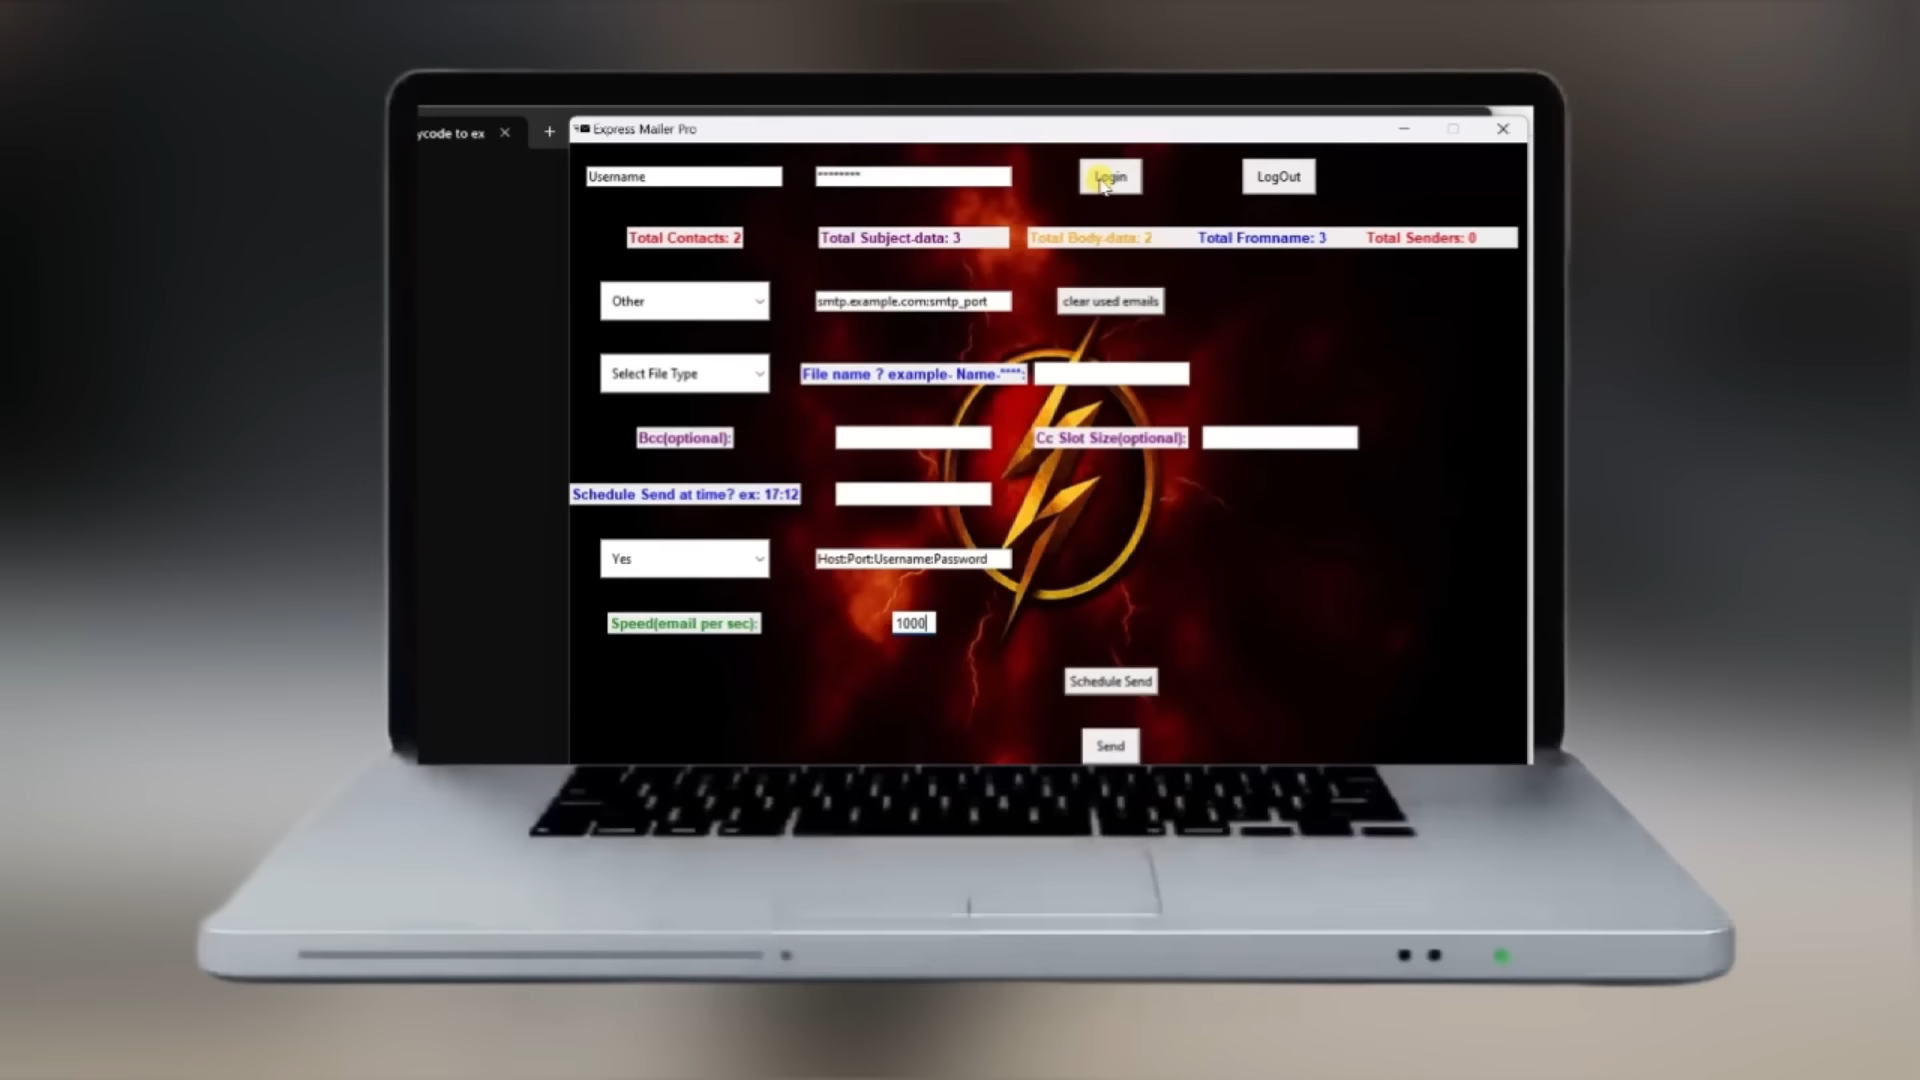 ycode to ex
Express Mailer Pro
Username
********
Login
LogOut
Total Contacts: 2
Total Subject-data: 3
Total Body-data: 2
Total Fromname: 3
Total Senders: 0
Other
smtp.example.com:smtp_port
clear used emails
Select File Type
File name ? example- Name-****:
Bcc(optional):
Cc Slot Size(optional):
Schedule Send at time? ex: 17:12
Yes
Host:Port:Username:Password
Speed(email per sec):
1000
Schedule Send
Send